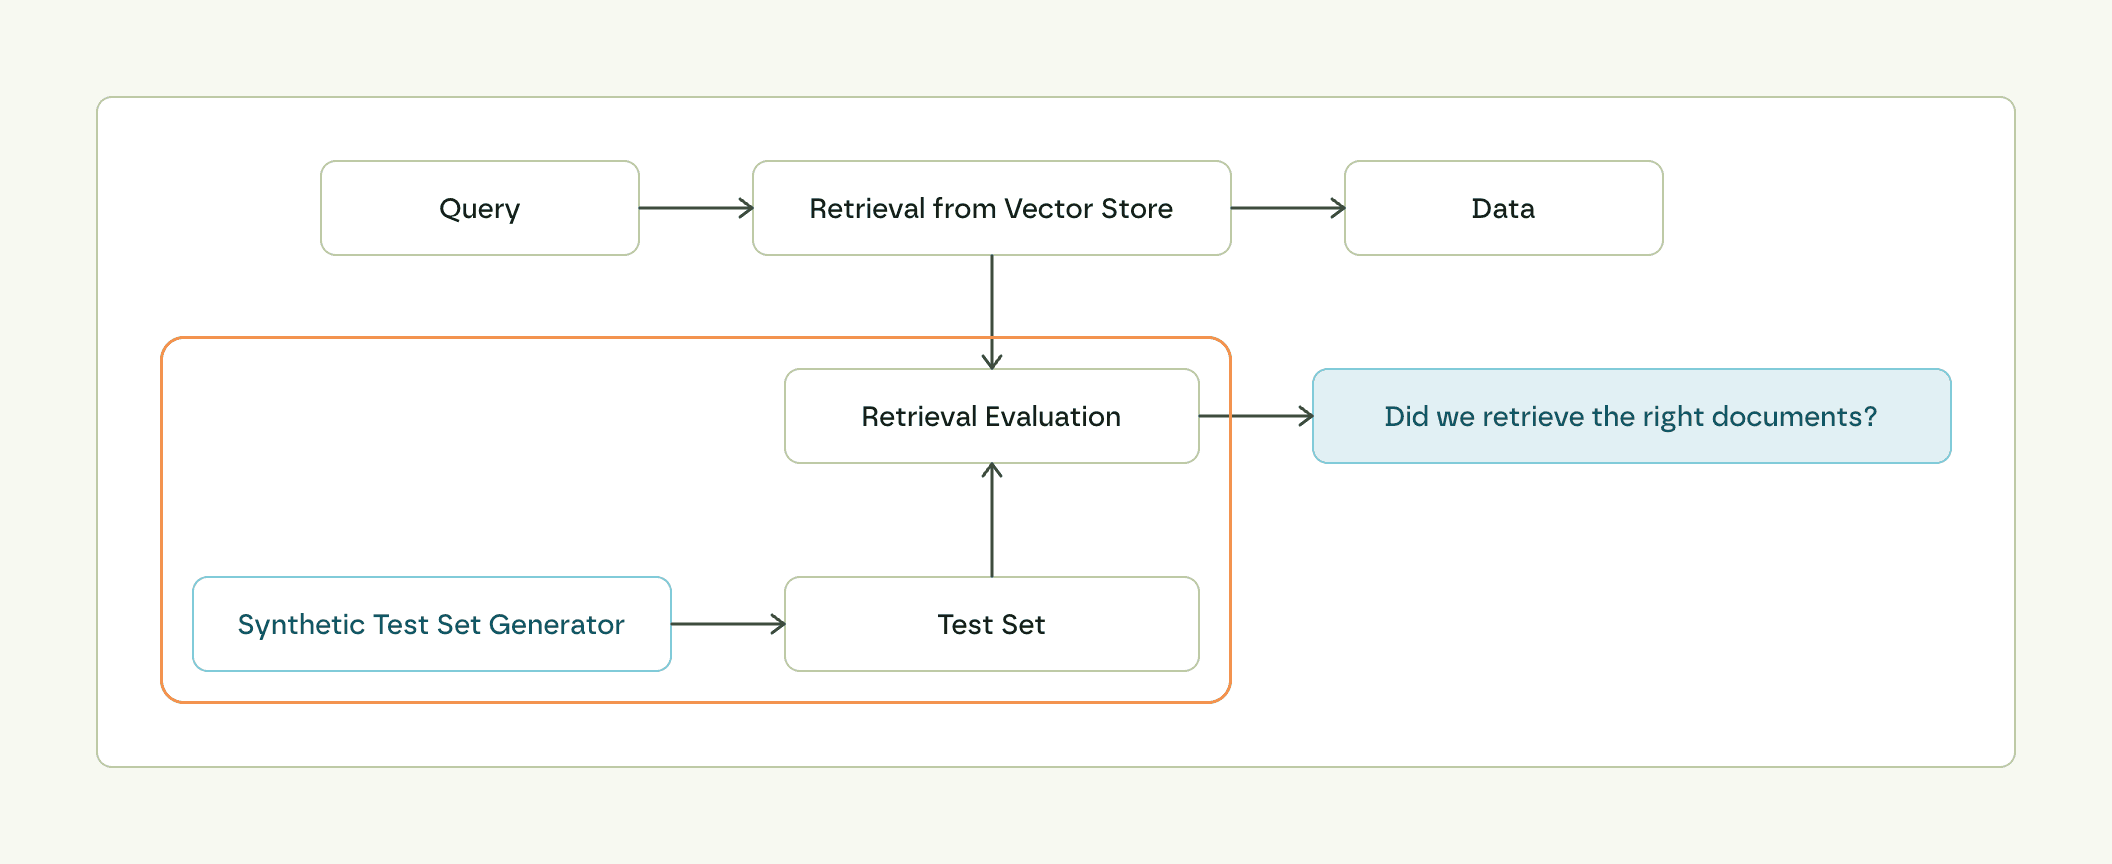 Query
Retrieval from Vector Store
Data
Retrieval Evaluation
Did we retrieve the right documents?
Synthetic Test Set Generator
Test Set